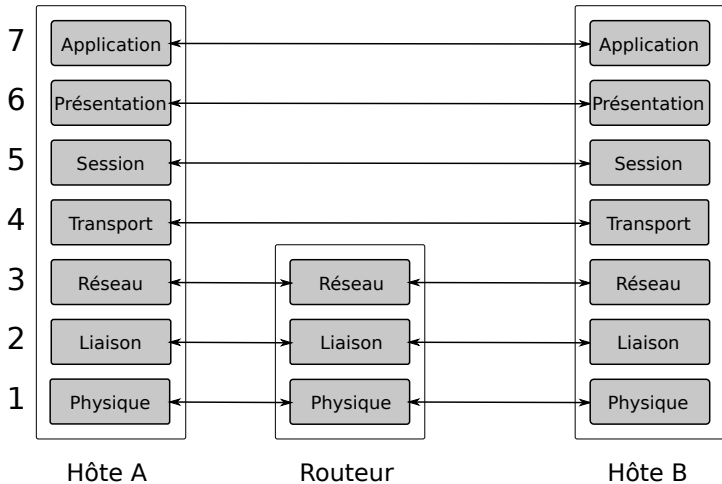 7 Application Application
6 Présentation Présentation
5 Session Session
4 Transport Transport
3 Réseau Réseau Réseau
2 Liaison Liaison Liaison
1 Physique Physique Physique
Hôte A Routeur Hôte B